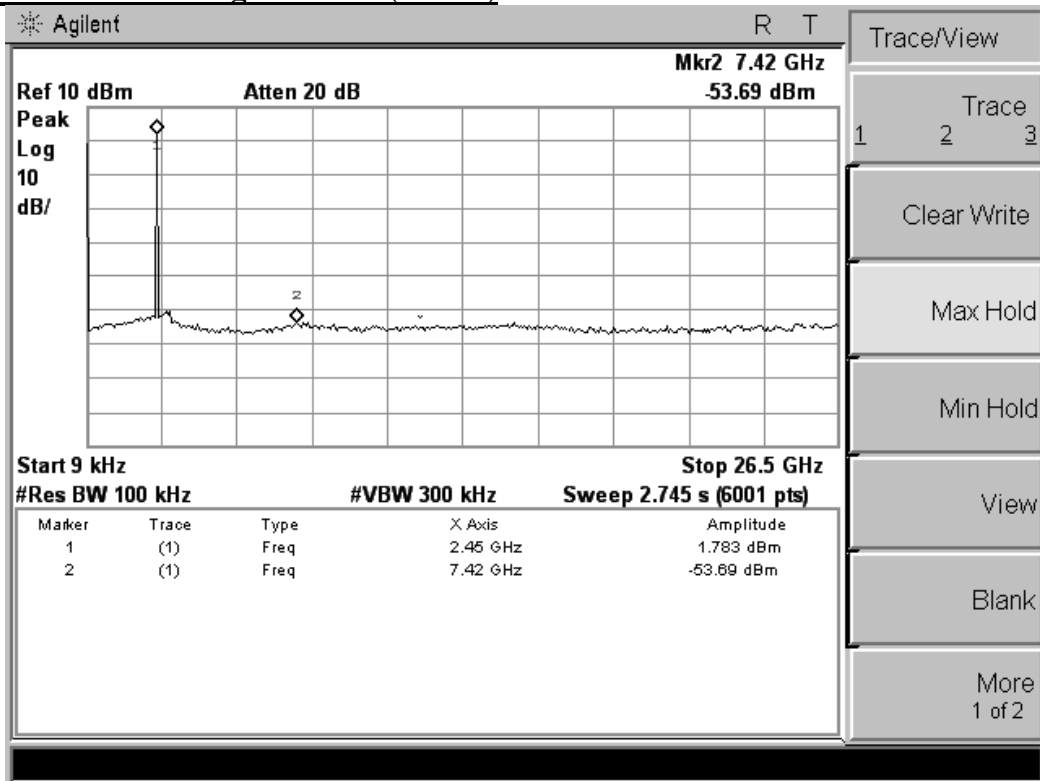 Agilent R T
Mkr2 7.42 GHz
Ref 10 dBm Atten 20 dB -53.69 dBm
Peak
Log
10
dB/
1
2
Start 9 kHz Stop 26.5 GHz
#Res BW 100 kHz #VBW 300 kHz Sweep 2.745 s (6001 pts)
Marker Trace Type X Axis Amplitude
1 (1) Freq 2.45 GHz 1.783 dBm
2 (1) Freq 7.42 GHz -53.69 dBm
Trace/View
Trace
1 2 3
Clear Write
Max Hold
Min Hold
View
Blank
More
1 of 2